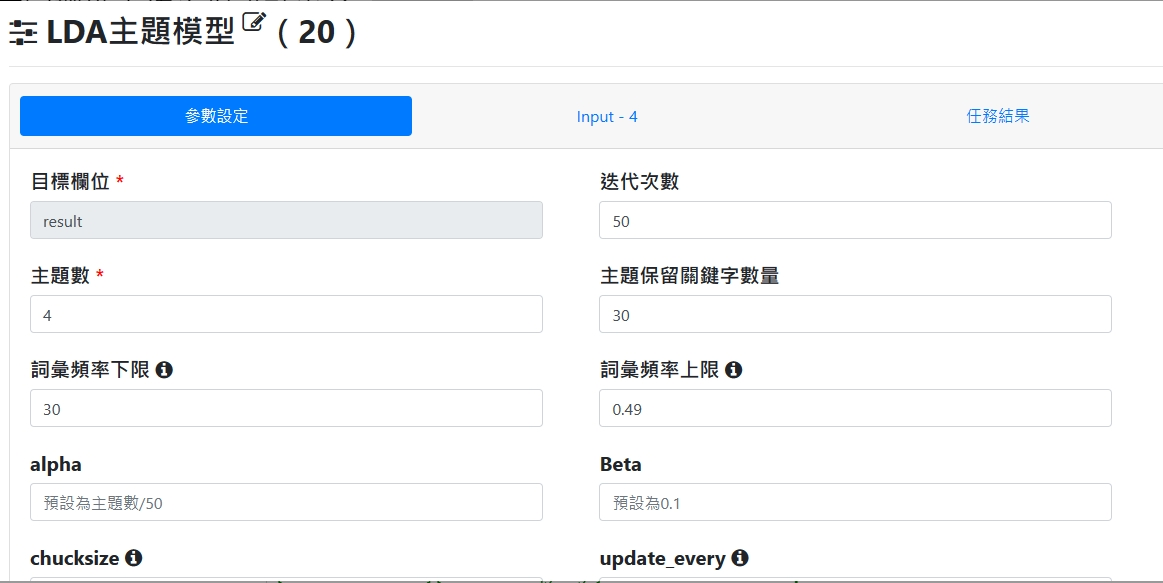 LDA主題模型 ( 20 )
參數設定 Input - 4 任務結果
目標欄位 * 迭代次數
result 50
主題數 * 主題保留關鍵字數量
4 30
詞彙頻率下限 詞彙頻率上限
30 0.49
alpha Beta
預設為主題數/50 預設為0.1
chucksize update_every